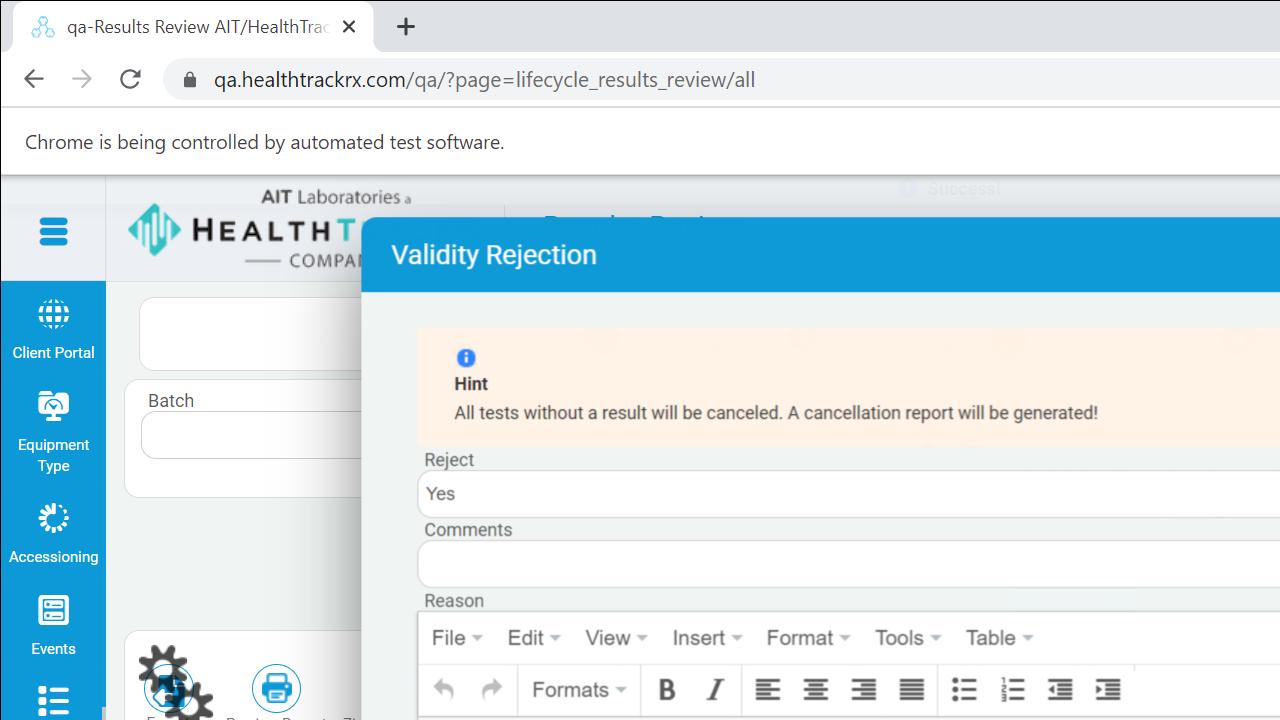 qa-Results Review AIT/HealthTrac
qa.healthtrackrx.com/qa/?page=lifecycle_results_review/all
Chrome is being controlled by automated test software.
Success!
AIT Laboratories a
HEALTHT
COMPA
Validity Rejection
Client Portal
Batch
Hint
All tests without a result will be canceled. A cancellation report will be generated!
Equipment
Type
Reject
Yes
Comments
Accessioning
Reason
File Edit View Insert Format Tools Table
Events
Formats B I